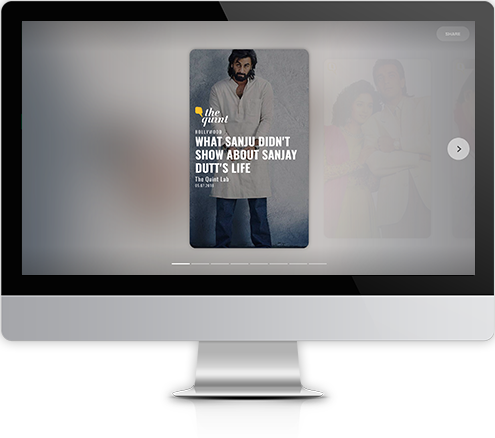 SHARE
the
quint
BOLLYWOOD
WHAT SANJU DIDN'T
SHOW ABOUT SANJAY
DUTT'S LIFE
The Quint Lab
05.07.2018